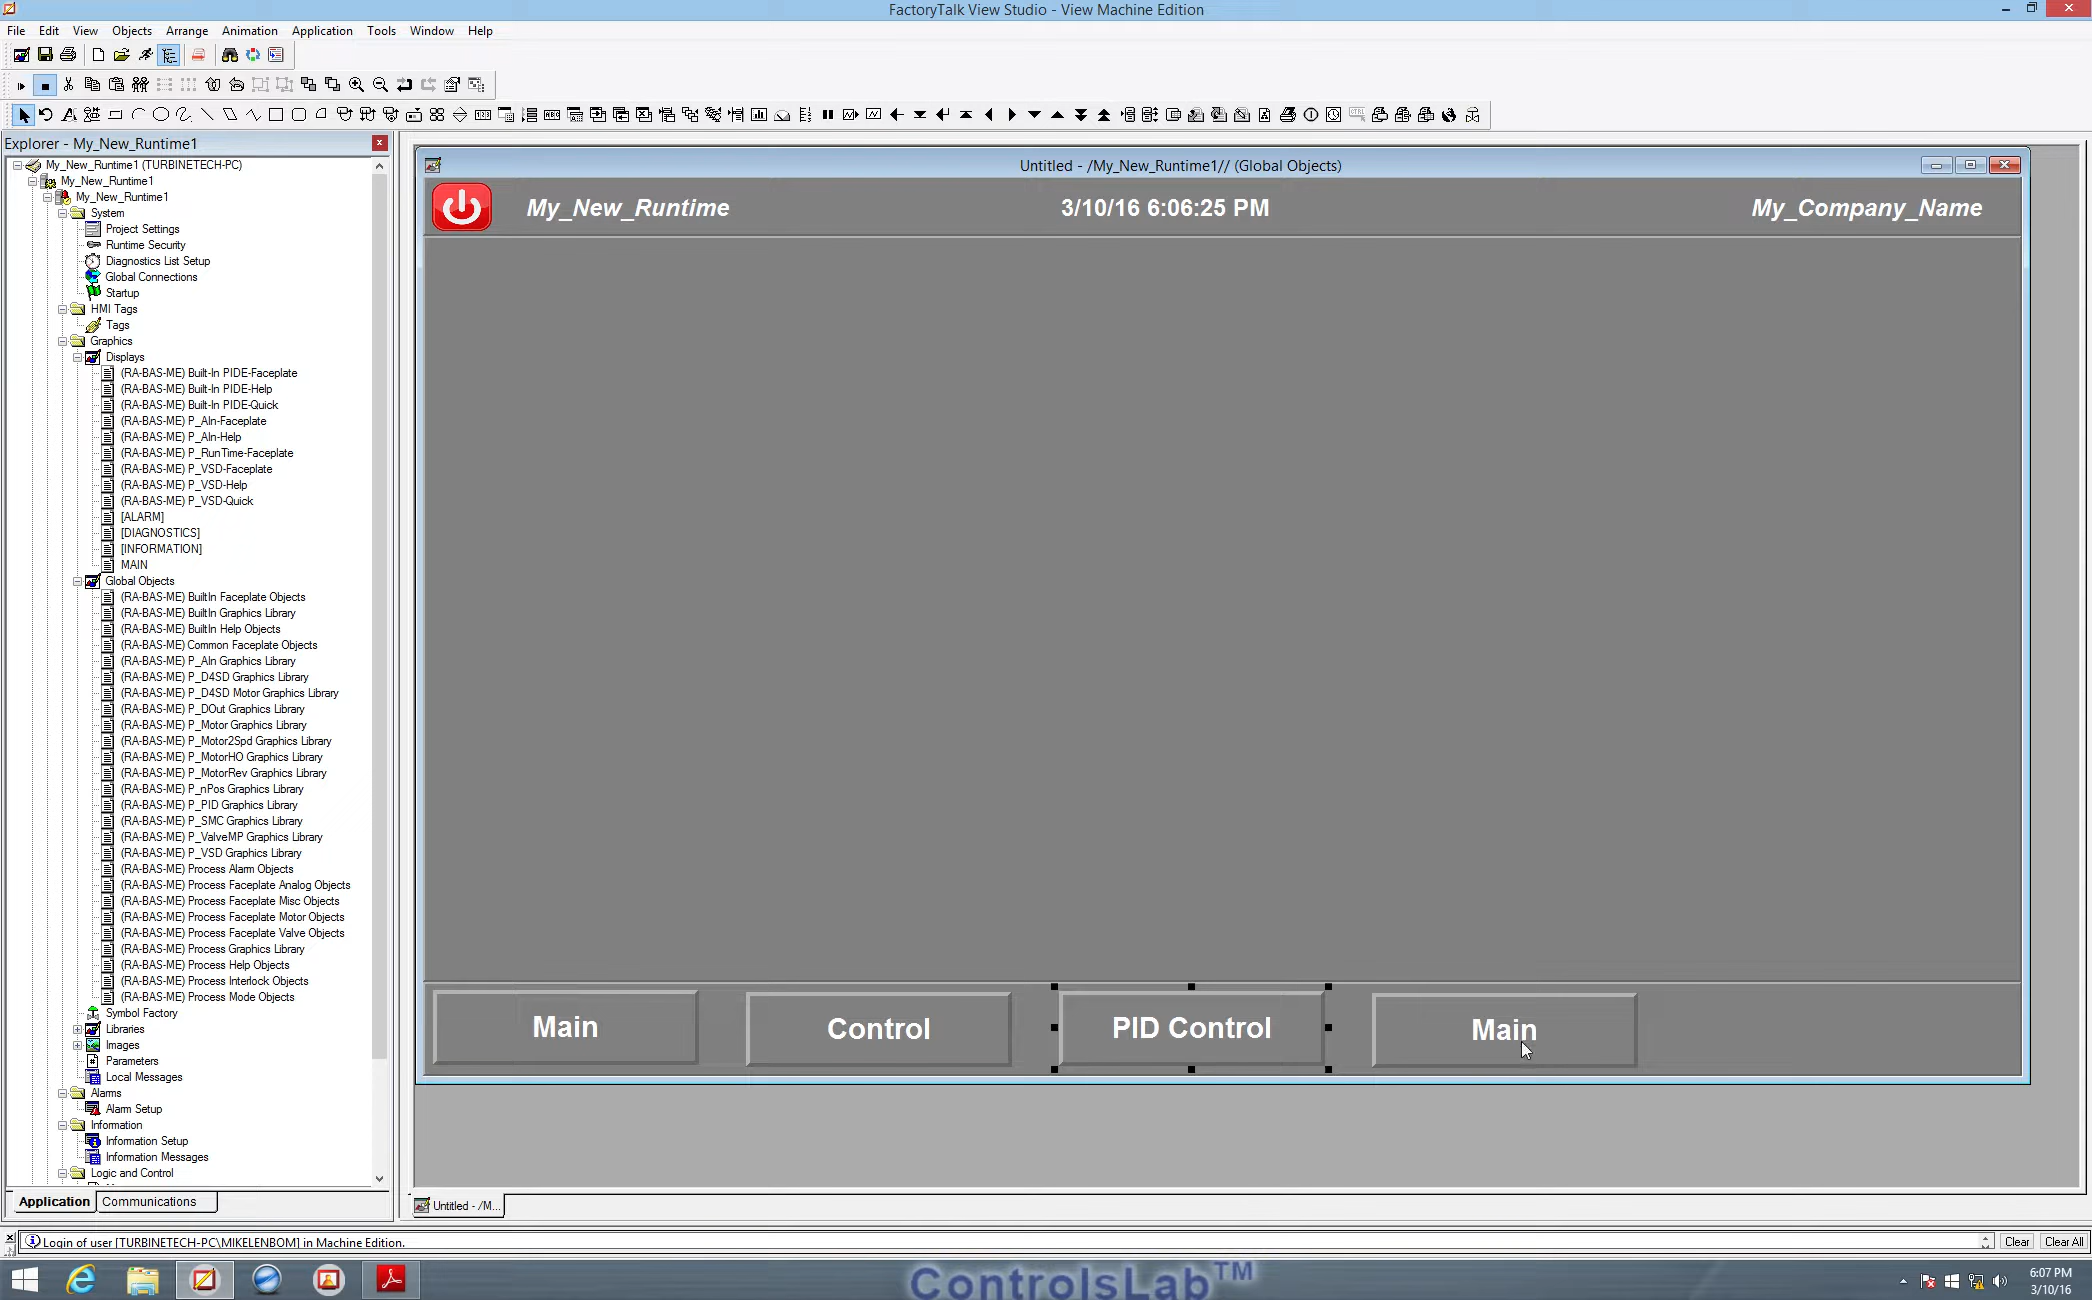 FactoryTalk View Studio - View Machine Edition
File Edit View Objects Arrange Animation Application Tools Window Help
Explorer - My_New_Runtime1
My_New_Runtime1 (TURBINETECH-PC)
My_New_Runtime1
My_New_Runtime1
System
Project Settings
Runtime Security
Diagnostics List Setup
Global Connections
Startup
HMI Tags
Tags
Graphics
Displays
(RA-BAS-ME) Built-In PIDE-Faceplate
(RA-BAS-ME) Built-In PIDE-Help
(RA-BAS-ME) Built-In PIDE-Quick
(RA-BAS-ME) P_AIn-Faceplate
(RA-BAS-ME) P_AIn-Help
(RA-BAS-ME) P_RunTime-Faceplate
(RA-BAS-ME) P_VSD-Faceplate
(RA-BAS-ME) P_VSD-Help
(RA-BAS-ME) P_VSD-Quick
[ALARM]
[DIAGNOSTICS]
[INFORMATION]
MAIN
Global Objects
(RA-BAS-ME) BuiltIn Faceplate Objects
(RA-BAS-ME) BuiltIn Graphics Library
(RA-BAS-ME) BuiltIn Help Objects
(RA-BAS-ME) Common Faceplate Objects
(RA-BAS-ME) P_AIn Graphics Library
(RA-BAS-ME) P_D4SD Graphics Library
(RA-BAS-ME) P_D4SD Motor Graphics Library
(RA-BAS-ME) P_DOut Graphics Library
(RA-BAS-ME) P_Motor Graphics Library
(RA-BAS-ME) P_Motor2Spd Graphics Library
(RA-BAS-ME) P_MotorHO Graphics Library
(RA-BAS-ME) P_MotorRev Graphics Library
(RA-BAS-ME) P_nPos Graphics Library
(RA-BAS-ME) P_PID Graphics Library
(RA-BAS-ME) P_SMC Graphics Library
(RA-BAS-ME) P_ValveMP Graphics Library
(RA-BAS-ME) P_VSD Graphics Library
(RA-BAS-ME) Process Alarm Objects
(RA-BAS-ME) Process Faceplate Analog Objects
(RA-BAS-ME) Process Faceplate Misc Objects
(RA-BAS-ME) Process Faceplate Motor Objects
(RA-BAS-ME) Process Faceplate Valve Objects
(RA-BAS-ME) Process Graphics Library
(RA-BAS-ME) Process Help Objects
(RA-BAS-ME) Process Interlock Objects
(RA-BAS-ME) Process Mode Objects
Symbol Factory
Libraries
Images
Parameters
Local Messages
Alarms
Alarm Setup
Information
Information Setup
Information Messages
Logic and Control
Application Communications
Untitled - /My_New_Runtime1// (Global Objects)
My_New_Runtime 3/10/16 6:06:25 PM My_Company_Name
Main Control PID Control Main
Untitled - /M...
Login of user [TURBINETECH-PC\MIKELENBOM] in Machine Edition.
Clear Clear All
ControlsLab™
6:07 PM
3/10/16